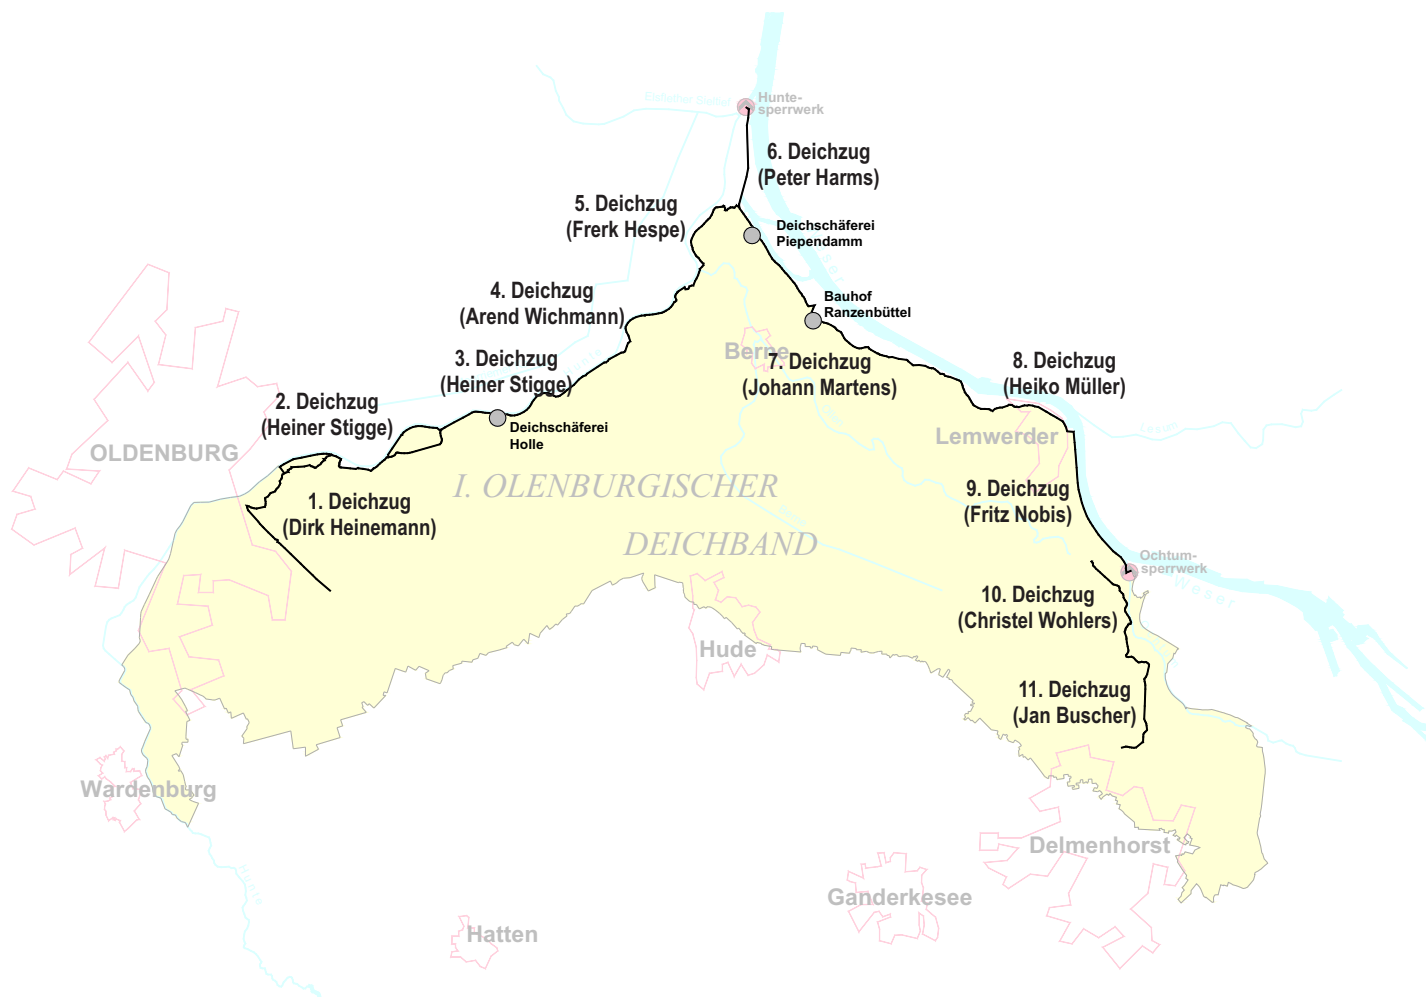 Hunte-
sperrwerk
6. Deichzug
(Peter Harms)
5. Deichzug
(Frerk Hespe)
Deichschäferei
Piependamm
4. Deichzug
(Arend Wichmann)
Bauhof
Ranzenbüttel
Hunte
Berne
3. Deichzug
(Heiner Stigge)
7. Deichzug
(Johann Martens)
8. Deichzug
(Heiko Müller)
2. Deichzug
(Heiner Stigge)
Deichschäferei
Holle
Lemwerder
OLDENBURG
I. OLENBURGISCHER
DEICHBAND
1. Deichzug
(Dirk Heinemann)
9. Deichzug
(Fritz Nobis)
Ochtum-
sperrwerk
Weser
10. Deichzug
(Christel Wohlers)
Hude
11. Deichzug
(Jan Buscher)
Wardenburg
Delmenhorst
Hunte
Ganderkesee
Hatten